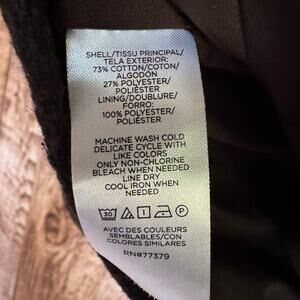 SHELL/TISSU PRINCIPAL/
TELA EXTERIOR:
73% COTTON/COTON/
ALGODÓN
27% POLYESTER/
POLIÉSTER
LINING/DOUBLURE/
FORRO:
100% POLYESTER/
POLIÉSTER
MACHINE WASH COLD
DELICATE CYCLE WITH
LIKE COLORS
ONLY NON-CHLORINE
BLEACH WHEN NEEDED
LINE DRY
COOL IRON WHEN NEEDED
30 P
AVEC DES COULEURS
SEMBLABLES/CON
COLORES SIMILARES
RN#77379